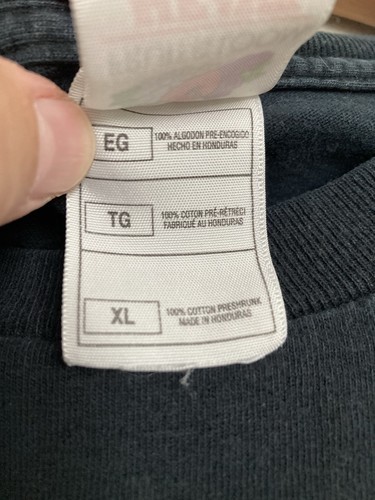 EG
100% ALGODON PRE-ENCOGIDO
HECHO EN HONDURAS
TG
100% COTON PRÉ-RÉTRÉCI
FABRIQUÉ AU HONDURAS
XL
100% COTTON PRESHRUNK
MADE IN HONDURAS